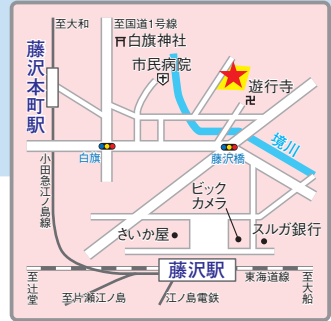 至大和
至国道1号線
白旗神社
市民病院
遊行寺
藤沢本町駅
白旗
藤沢橋
境川
小田急江ノ島線
ビック
カメラ
さいか屋
スルガ銀行
藤沢駅
東海道線
至辻堂
至片瀬江ノ島
江ノ島電鉄
至大船